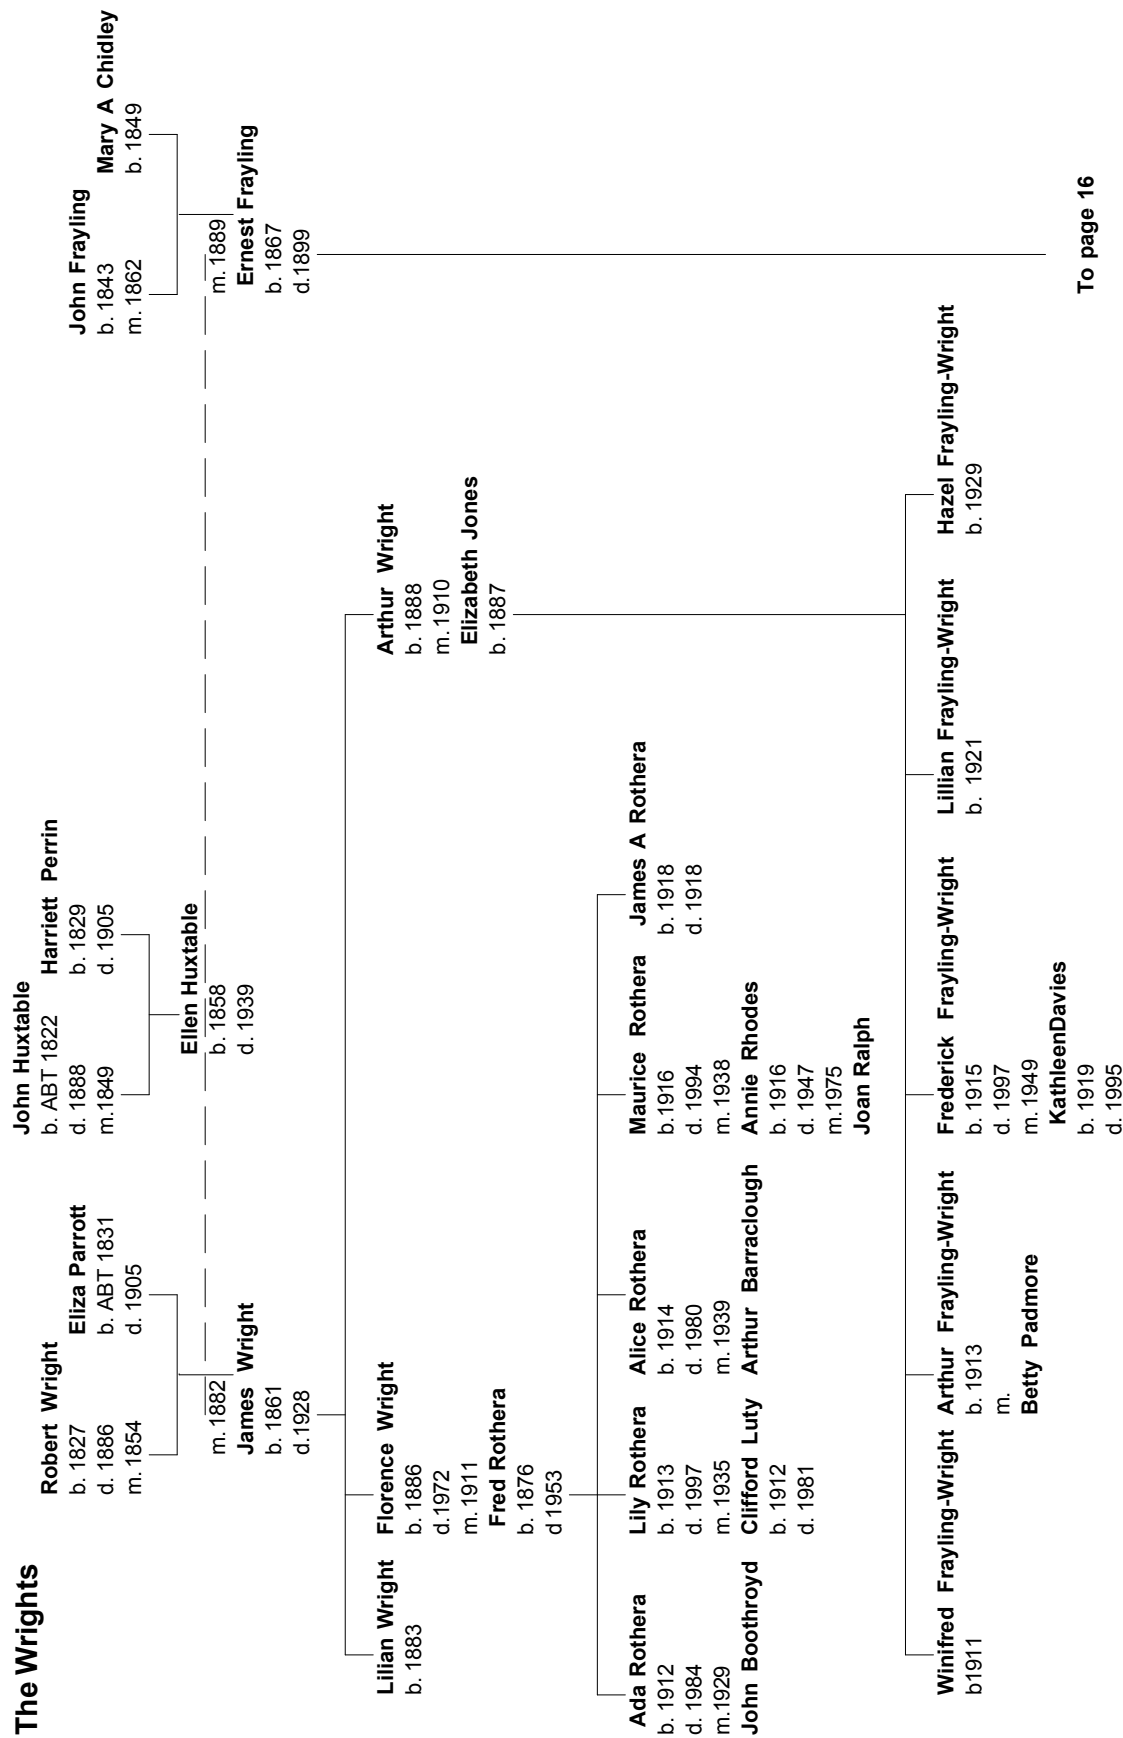 The Wrights
Robert Wright
b. 1827
d. 1886
m. 1854
Eliza Parrott
b. ABT 1831
d. 1905
John Huxtable
b. ABT 1822
d. 1888
m.1849
Harriett Perrin
b. 1829
d. 1905
John Frayling
b. 1843
m. 1862
Mary A Chidley
b. 1849
m. 1882
James Wright
b. 1861
d.1928
Ellen Huxtable
b. 1858
d. 1939
m. 1889
Ernest Frayling
b. 1867
d.1899
Lilian Wright
b. 1883
Florence Wright
b. 1886
d.1972
m. 1911
Fred Rothera
b. 1876
d 1953
Arthur Wright
b. 1888
m. 1910
Elizabeth Jones
b. 1887
Ada Rothera
b. 1912
d. 1984
m.1929
John Boothroyd
Lily Rothera
b. 1913
d. 1997
m. 1935
Clifford Luty
b. 1912
d. 1981
Alice Rothera
b. 1914
d. 1980
m. 1939
Arthur Barraclough
Maurice Rothera
b.1916
d. 1994
m. 1938
Annie Rhodes
b. 1916
d. 1947
m.1975
Joan Ralph
James A Rothera
b. 1918
d. 1918
Winifred Frayling-Wright
b1911
Arthur Frayling-Wright
b. 1913
m.
Betty Padmore
Frederick Frayling-Wright
b. 1915
d. 1997
m. 1949
KathleenDavies
b. 1919
d. 1995
Lillian Frayling-Wright
b. 1921
Hazel Frayling-Wright
b. 1929
To page 16